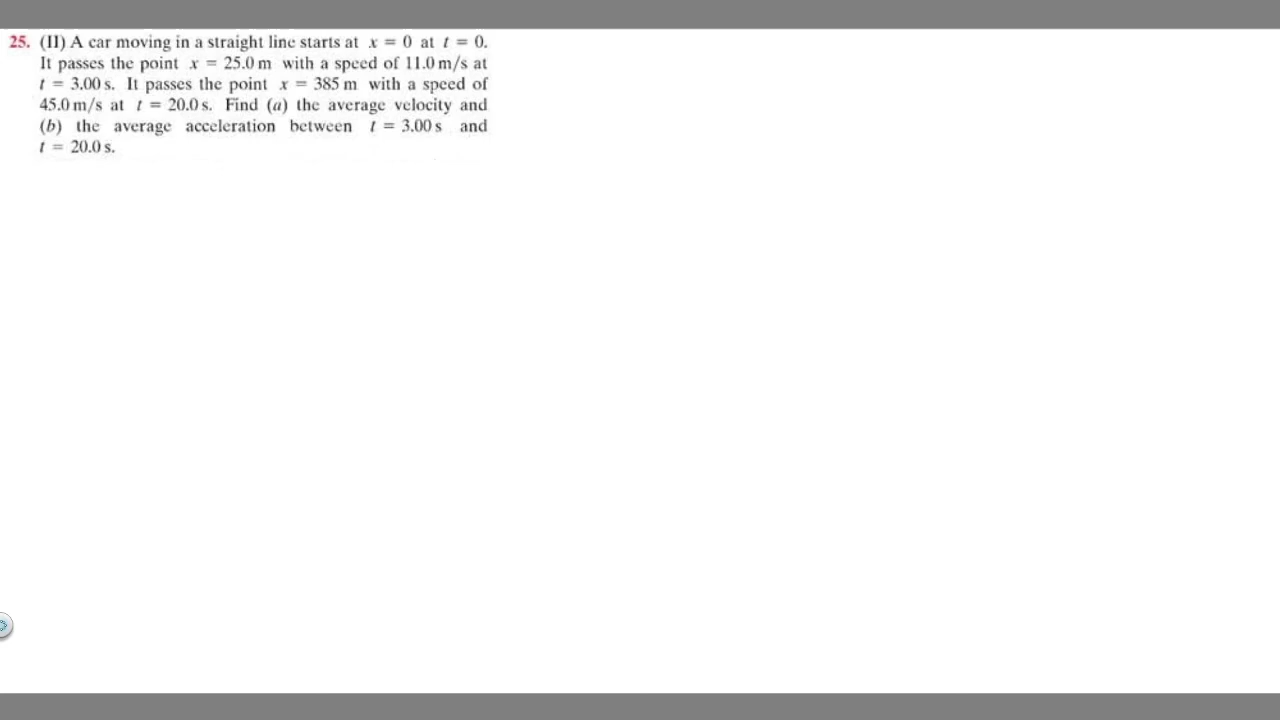 25. (II) A car moving in a straight line starts at x = 0 at t = 0.
It passes the point x = 25.0 m with a speed of 11.0 m/s at
t = 3.00 s. It passes the point x = 385 m with a speed of
45.0 m/s at t = 20.0 s. Find (a) the average velocity and
(b) the average acceleration between t = 3.00 s and
t = 20.0 s.